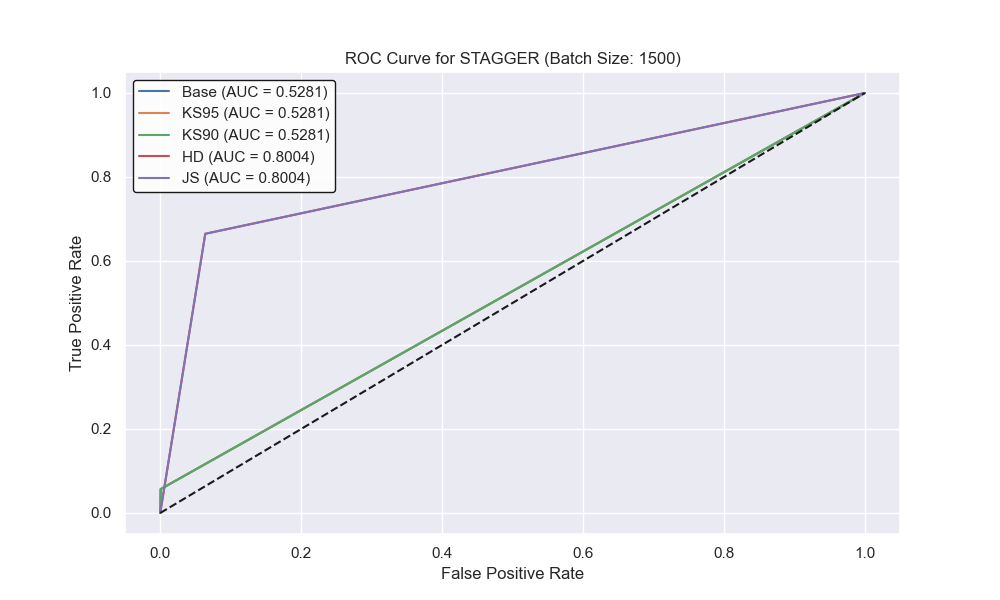 ROC Curve for STAGGER (Batch Size: 1500)
Base (AUC = 0.5281)
KS95 (AUC = 0.5281)
KS90 (AUC = 0.5281)
HD (AUC = 0.8004)
JS (AUC = 0.8004)
True Positive Rate
1.0
0.8
0.6
0.4
0.2
0.0
0.0 0.2 0.4 0.6 0.8 1.0
False Positive Rate